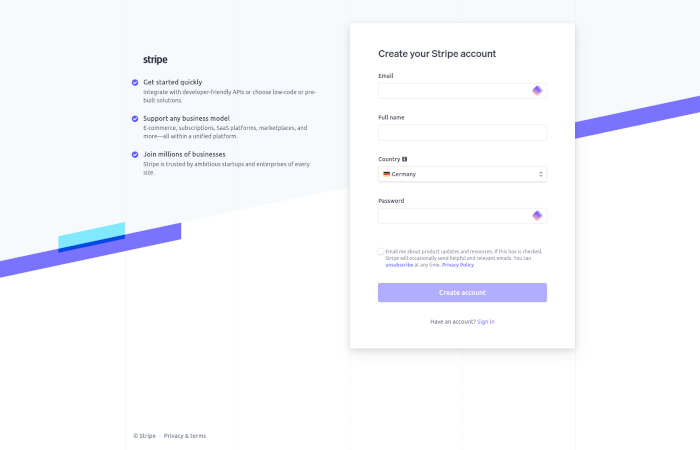 stripe
Get started quickly
Integrate with developer-friendly APIs or choose low-code or pre-
built solutions.
Support any business model
E-commerce, subscriptions, SaaS platforms, marketplaces, and
more—all within a unified platform.
Join millions of businesses
Stripe is trusted by ambitious startups and enterprises of every
size.
Create your Stripe account
Email
Full name
Country
Germany
Password
Email me about product updates and resources. If this box is checked,
Stripe will occasionally send helpful and relevant emails. You can
unsubscribe at any time. Privacy Policy
Create account
Have an account? Sign in
© Stripe Privacy & terms